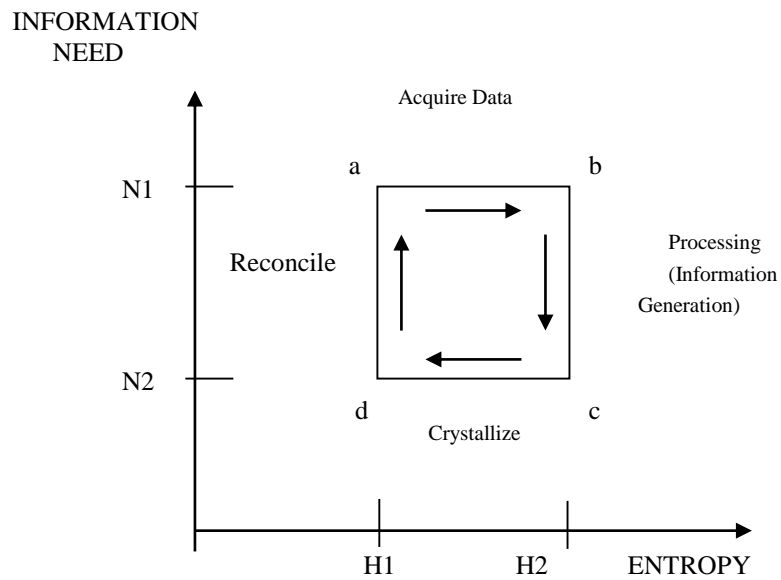 INFORMATION
NEED
Acquire Data
a
b
N1
Processing
Reconcile
(Information
Generation)
N2
d
c
Crystallize
H1
H2
ENTROPY